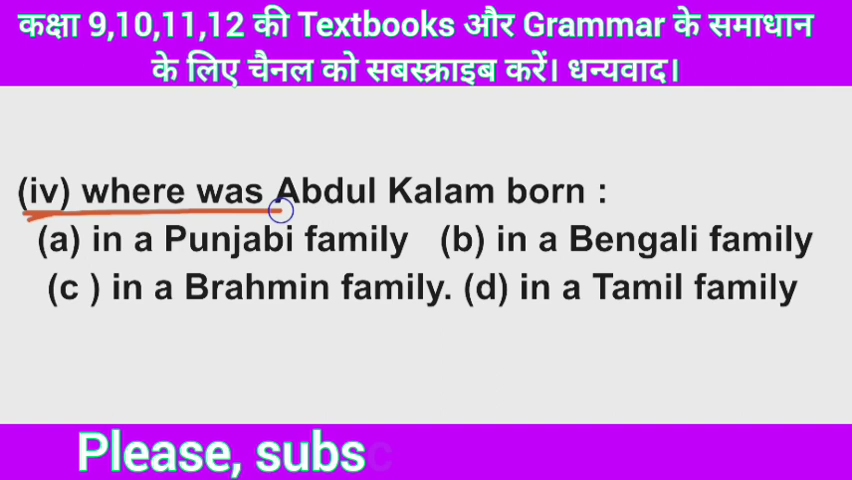 कक्षा 9,10,11,12 की Textbooks और Grammar के समाधान
के लिए चैनल को सबस्क्राइब करें। धन्यवाद।
(iv) where was Abdul Kalam born :
(a) in a Punjabi family (b) in a Bengali family
(c ) in a Brahmin family. (d) in a Tamil family
Please, subsc